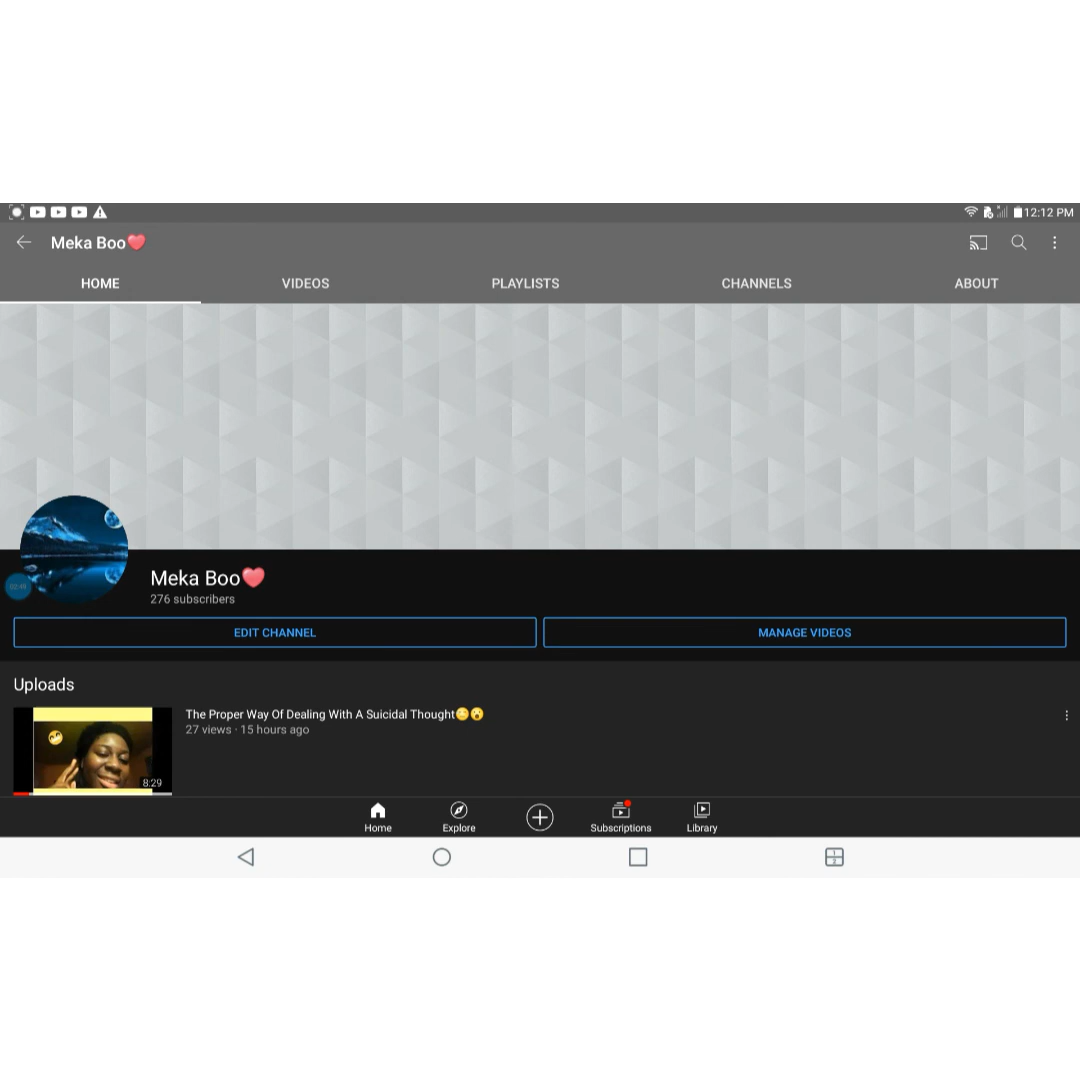 12:12 PM
Meka Boo❤️
HOME VIDEOS PLAYLISTS CHANNELS ABOUT
Meka Boo❤️
276 subscribers
EDIT CHANNEL MANAGE VIDEOS
Uploads
The Proper Way Of Dealing With A Suicidal Thought😳😮
27 views · 15 hours ago
8:29
Home Explore Subscriptions Library